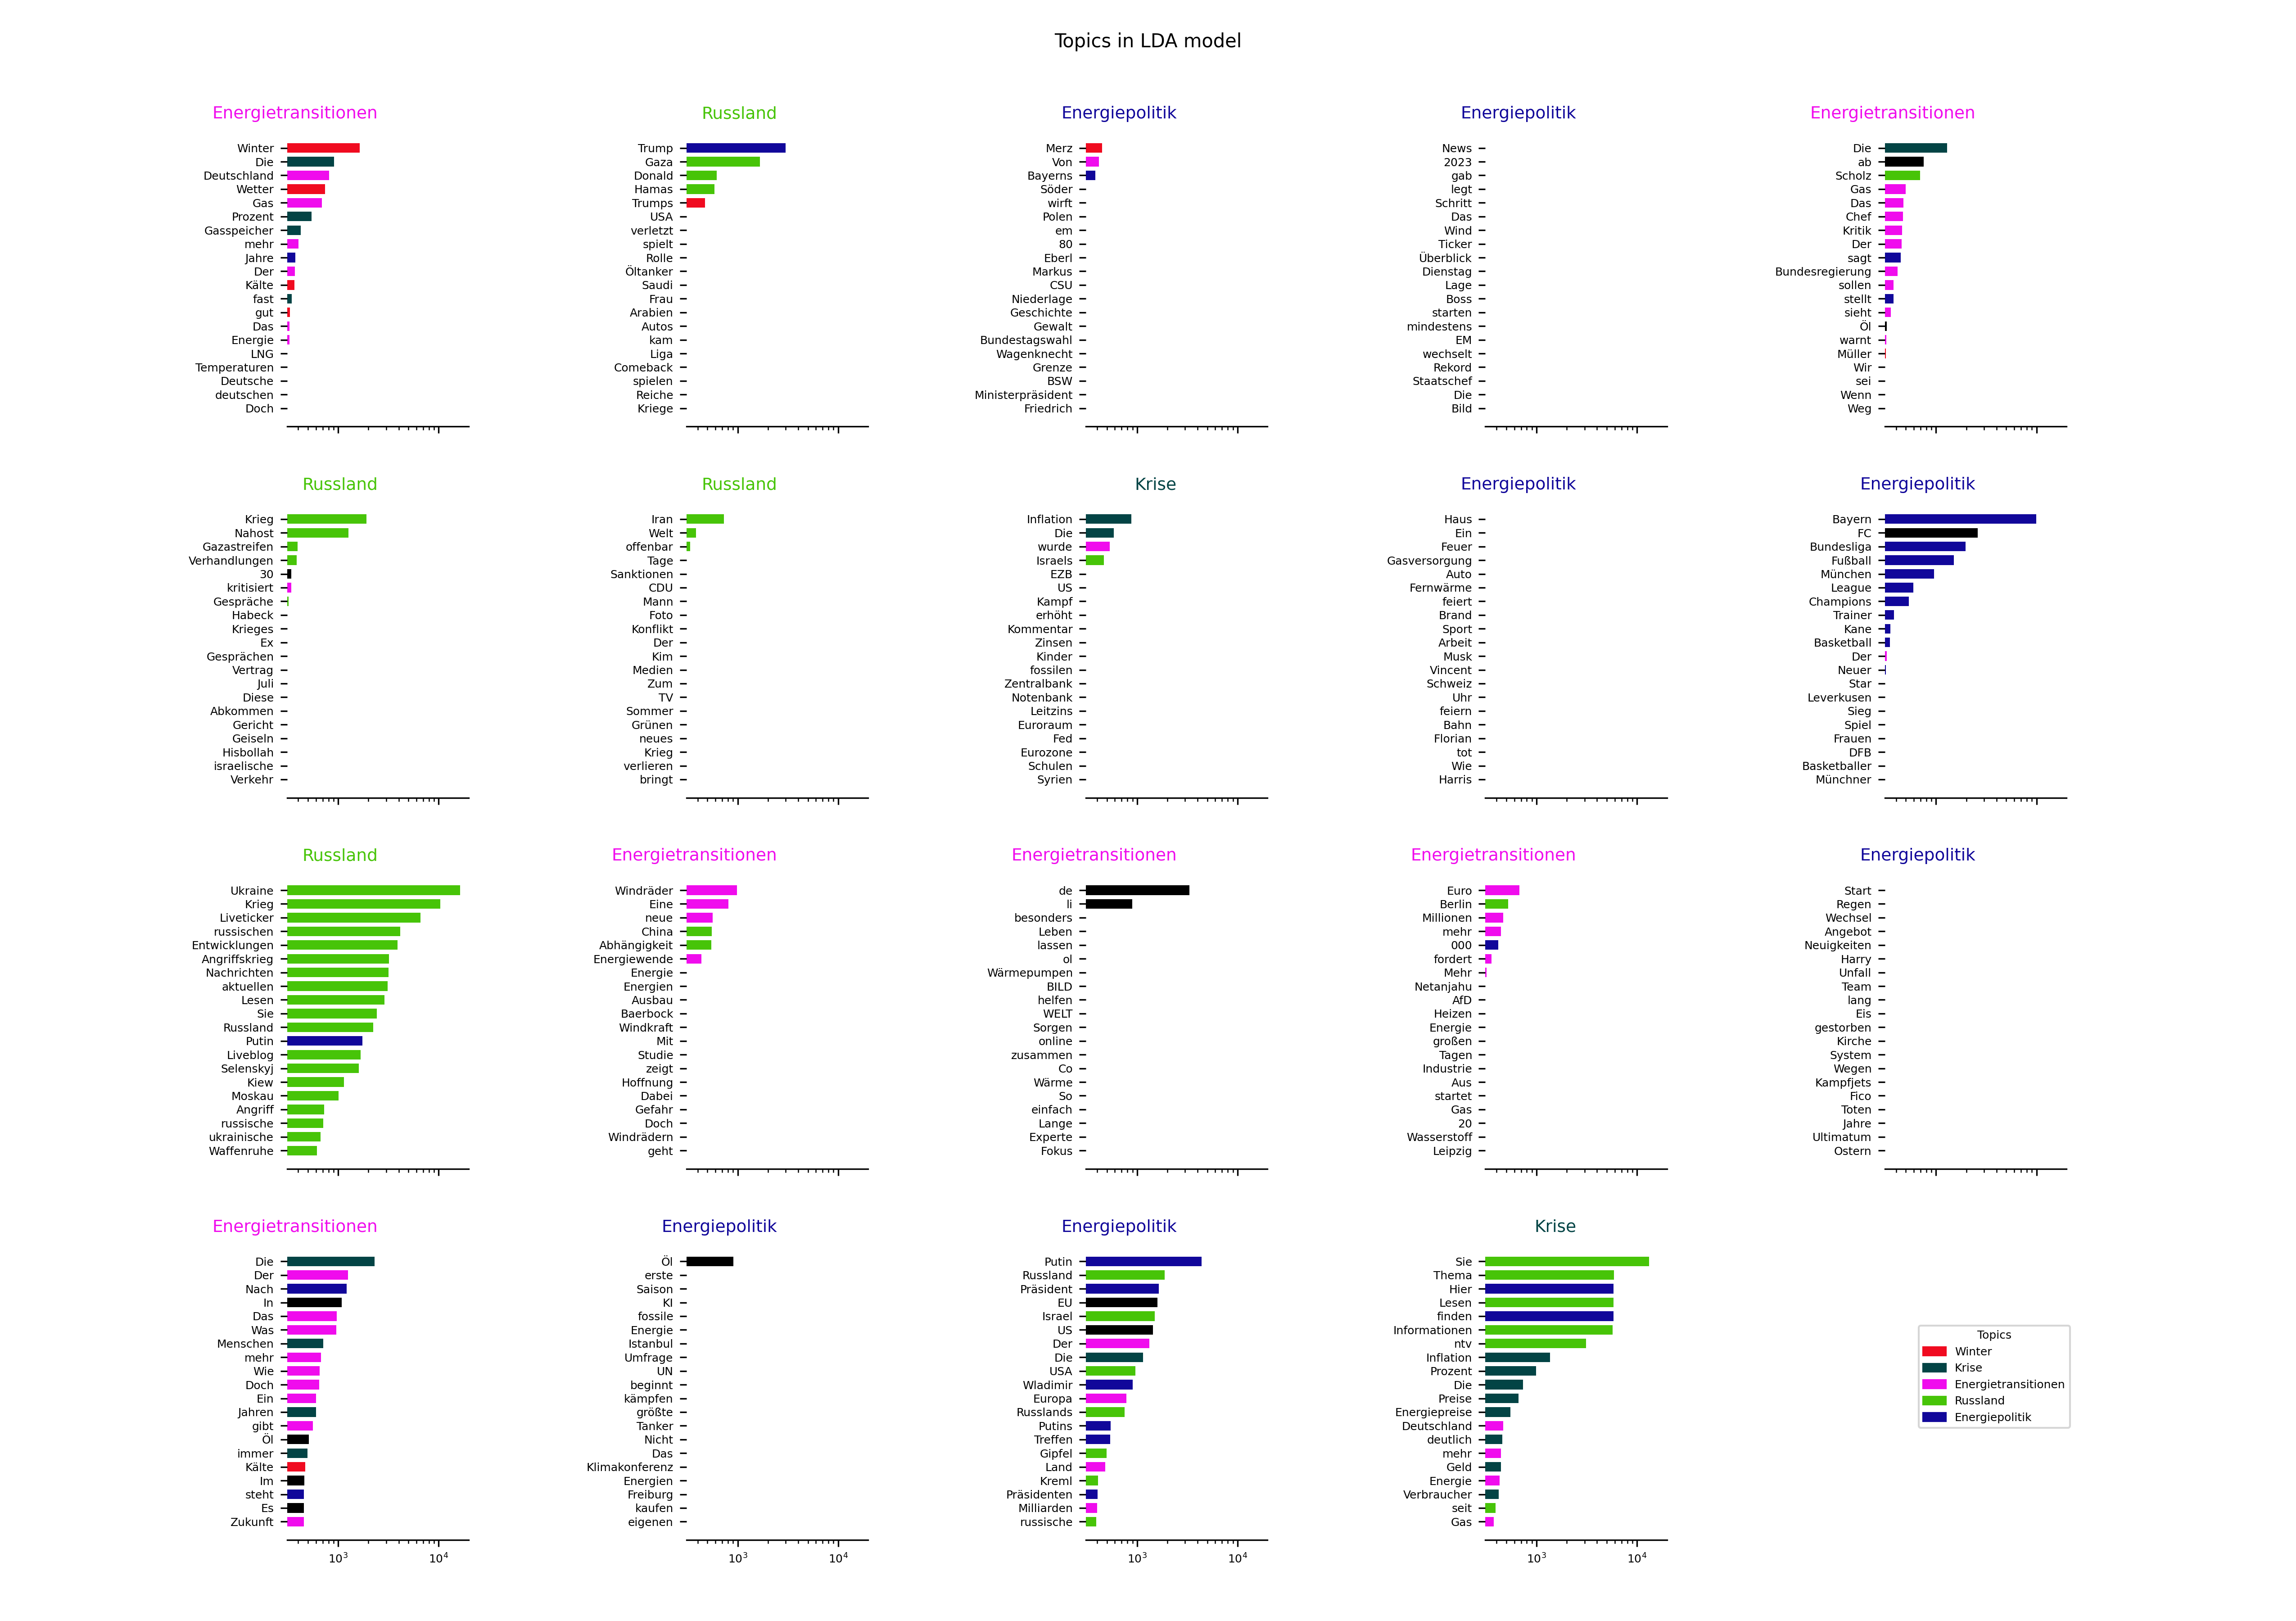 Topics in LDA model
Energietransitionen
Winter
Die
Deutschland
Wetter
Gas
Prozent
Gasspeicher
mehr
Jahre
Der
Kälte
fast
gut
Das
Energie
LNG
Temperaturen
Deutsche
deutschen
Doch
Russland
Trump
Gaza
Donald
Hamas
Trumps
USA
verletzt
spielt
Rolle
Öltanker
Saudi
Frau
Arabien
Autos
kam
Liga
Comeback
spielen
Reiche
Kriege
Energiepolitik
Merz
Von
Bayerns
Söder
wirft
Polen
em
80
Eberl
Markus
CSU
Niederlage
Geschichte
Gewalt
Bundestagswahl
Wagenknecht
Grenze
BSW
Ministerpräsident
Friedrich
Energiepolitik
News
2023
gab
legt
Schritt
Das
Wind
Ticker
Überblick
Dienstag
Lage
Boss
starten
mindestens
EM
wechselt
Rekord
Staatschef
Die
Bild
Energietransitionen
Die
ab
Scholz
Gas
Das
Chef
Kritik
Der
sagt
Bundesregierung
sollen
stellt
sieht
Öl
warnt
Müller
Wir
sei
Wenn
Weg
Russland
Krieg
Nahost
Gazastreifen
Verhandlungen
30
kritisiert
Gespräche
Habeck
Krieges
Ex
Gesprächen
Vertrag
Juli
Diese
Abkommen
Gericht
Geiseln
Hisbollah
israelische
Verkehr
Russland
Iran
Welt
offenbar
Tage
Sanktionen
CDU
Mann
Foto
Konflikt
Der
Kim
Medien
Zum
TV
Sommer
Grünen
neues
Krieg
verlieren
bringt
Krise
Inflation
Die
wurde
Israels
EZB
US
Kampf
erhöht
Kommentar
Zinsen
Kinder
fossilen
Zentralbank
Notenbank
Leitzins
Euroraum
Fed
Eurozone
Schulen
Syrien
Energiepolitik
Haus
Ein
Feuer
Gasversorgung
Auto
Fernwärme
feiert
Brand
Sport
Arbeit
Musk
Vincent
Schweiz
Uhr
feiern
Bahn
Florian
tot
Wie
Harris
Energiepolitik
Bayern
FC
Bundesliga
Fußball
München
League
Champions
Trainer
Kane
Basketball
Der
Neuer
Star
Leverkusen
Sieg
Spiel
Frauen
DFB
Basketballer
Münchner
Russland
Ukraine
Krieg
Liveticker
russischen
Entwicklungen
Angriffskrieg
Nachrichten
aktuellen
Lesen
Sie
Russland
Putin
Liveblog
Selenskyj
Kiew
Moskau
Angriff
russische
ukrainische
Waffenruhe
Energietransitionen
Windräder
Eine
neue
China
Abhängigkeit
Energiewende
Energie
Energien
Ausbau
Baerbock
Windkraft
Mit
Studie
zeigt
Hoffnung
Dabei
Gefahr
Doch
Windrädern
geht
Energietransitionen
de
li
besonders
Leben
lassen
ol
Wärmepumpen
BILD
helfen
WELT
Sorgen
online
zusammen
Co
Wärme
So
einfach
Lange
Experte
Fokus
Energietransitionen
Euro
Berlin
Millionen
mehr
000
fordert
Mehr
Netanjahu
AfD
Heizen
Energie
großen
Tagen
Industrie
Aus
startet
Gas
20
Wasserstoff
Leipzig
Energiepolitik
Start
Regen
Wechsel
Angebot
Neuigkeiten
Harry
Unfall
Team
lang
Eis
gestorben
Kirche
System
Wegen
Kampfjets
Fico
Toten
Jahre
Ultimatum
Ostern
Energietransitionen
Die
Der
Nach
In
Das
Was
Menschen
mehr
Wie
Doch
Ein
Jahren
gibt
Öl
immer
Kälte
Im
steht
Es
Zukunft
10³
10⁴
Energiepolitik
Öl
erste
Saison
KI
fossile
Energie
Istanbul
Umfrage
UN
beginnt
kämpfen
größte
Tanker
Nicht
Das
Klimakonferenz
Energien
Freiburg
kaufen
eigenen
10³
10⁴
Energiepolitik
Putin
Russland
Präsident
EU
Israel
US
Der
Die
USA
Wladimir
Europa
Russlands
Putins
Treffen
Gipfel
Land
Kreml
Präsidenten
Milliarden
russische
10³
10⁴
Krise
Sie
Thema
Hier
Lesen
finden
Informationen
ntv
Inflation
Prozent
Die
Preise
Energiepreise
Deutschland
deutlich
mehr
Geld
Energie
Verbraucher
seit
Gas
10³
10⁴
Topics
Winter
Krise
Energietransitionen
Russland
Energiepolitik